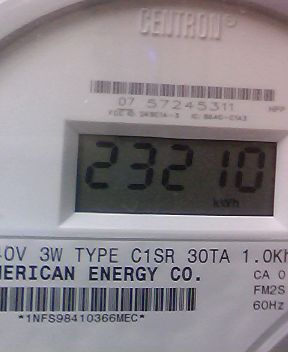 CENTRON®
07 57245311
23210
kWh
40V 3W TYPE C1SR 30TA 1.0Kh
MERICAN ENERGY CO.
CA 0
FM2S
60Hz
*1NFS98410366MEC*